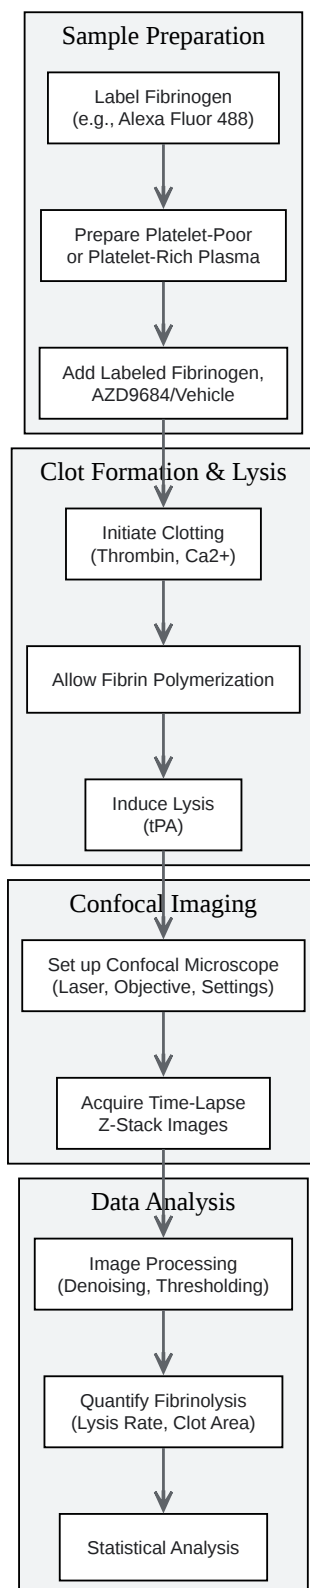 Sample Preparation
Label Fibrinogen
(e.g., Alexa Fluor 488)
Prepare Platelet-Poor
or Platelet-Rich Plasma
Add Labeled Fibrinogen,
AZD9684/Vehicle
Clot Formation & Lysis
Initiate Clotting
(Thrombin, Ca2+)
Allow Fibrin Polymerization
Induce Lysis
(tPA)
Confocal Imaging
Set up Confocal Microscope
(Laser, Objective, Settings)
Acquire Time-Lapse
Z-Stack Images
Data Analysis
Image Processing
(Denoising, Thresholding)
Quantify Fibrinolysis
(Lysis Rate, Clot Area)
Statistical Analysis